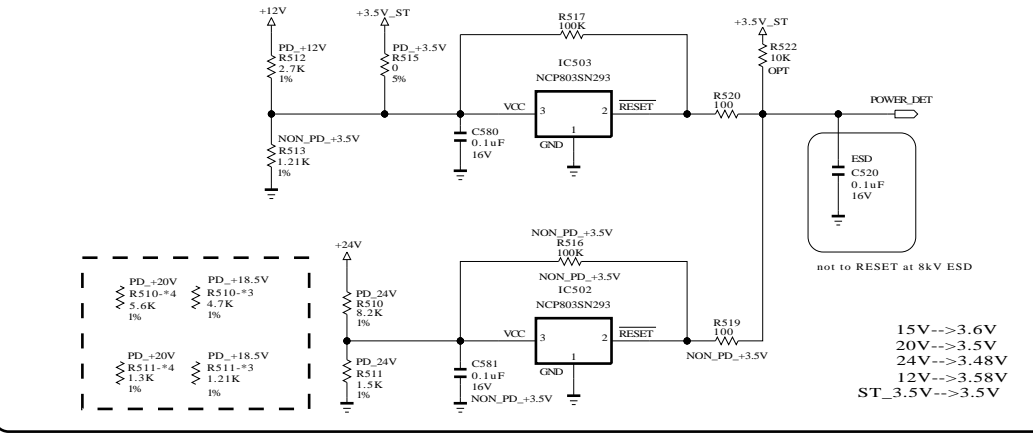 +12V
+3.5V_ST
R517
100K
+3.5V_ST
PD_+12V
R512
2.7K
1%
PD_+3.5V
R515
0
5%
IC503
NCP803SN293
R522
10K
OPT
VCC
3
2
RESET
1
GND
R520
100
POWER_DET
NON_PD_+3.5V
R513
1.21K
1%
C580
0.1uF
16V
ESD
C520
0.1uF
16V
not to RESET at 8kV ESD
+24V
NON_PD_+3.5V
R516
100K
NON_PD_+3.5V
IC502
NCP803SN293
PD_24V
R510
8.2K
1%
VCC
3
2
RESET
1
GND
R519
100
NON_PD_+3.5V
PD_24V
R511
1.5K
1%
C581
0.1uF
16V
NON_PD_+3.5V
PD_+20V
R510-*4
5.6K
1%
PD_+18.5V
R510-*3
4.7K
1%
PD_+20V
R511-*4
1.3K
1%
PD_+18.5V
R511-*3
1.21K
1%
15V-->3.6V
20V-->3.5V
24V-->3.48V
12V-->3.58V
ST_3.5V-->3.5V